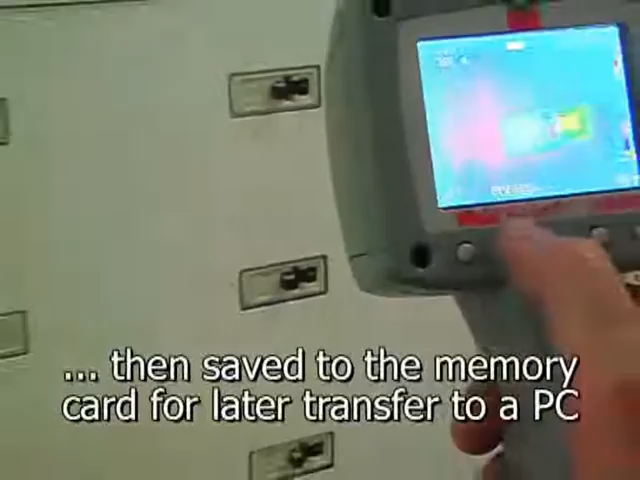 ... then saved to the memory
card for later transfer to a PC